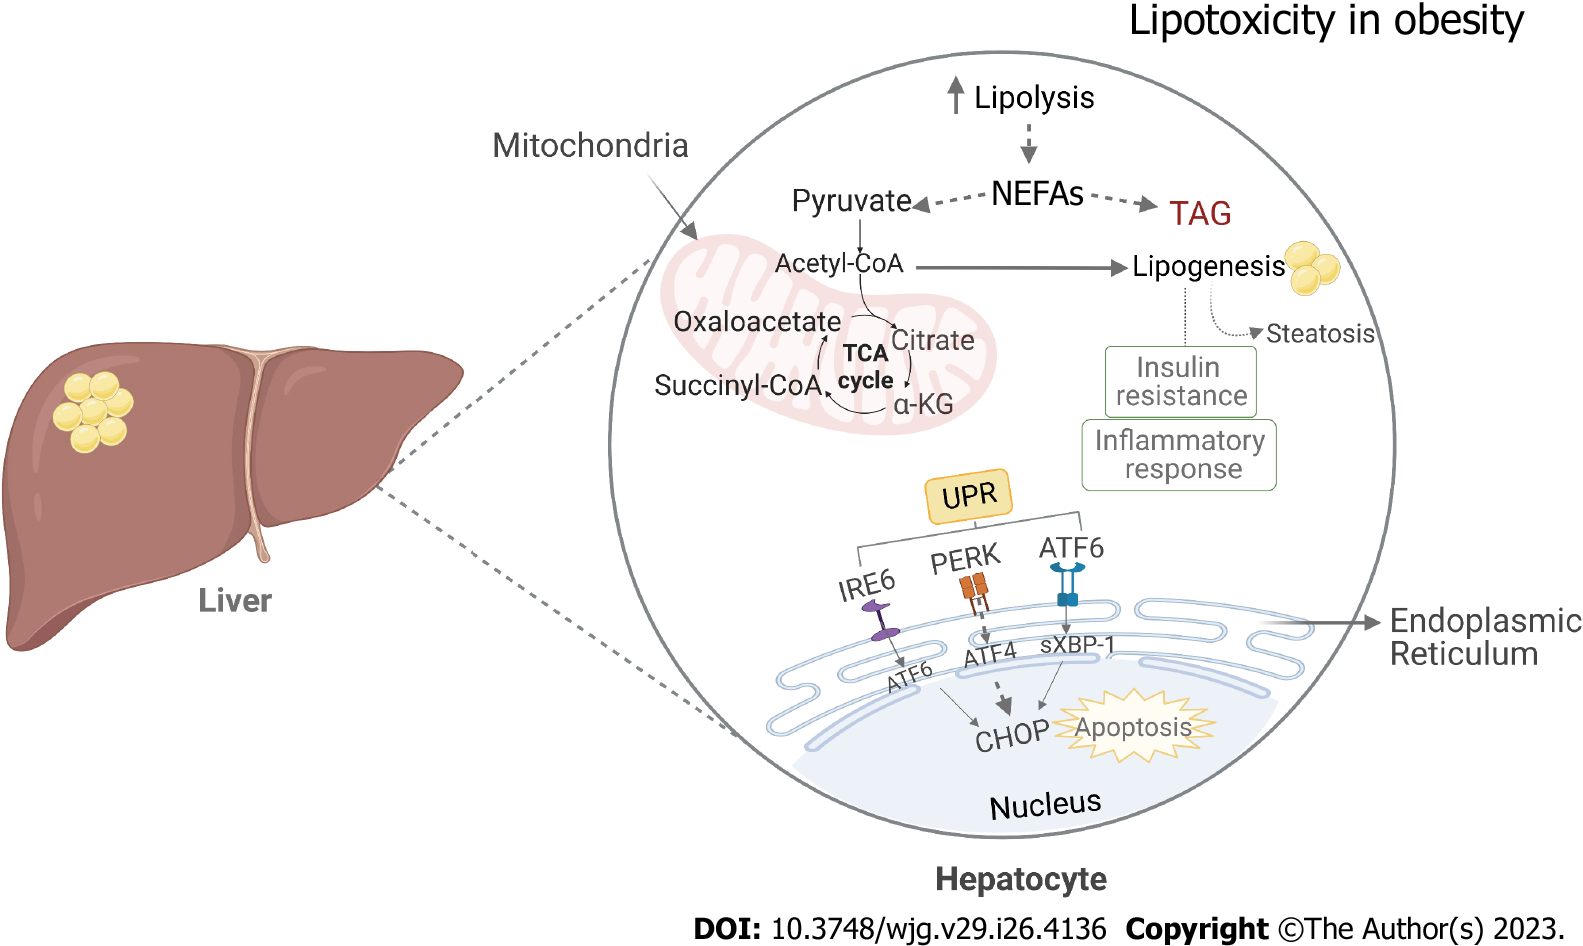 Lipotoxicity in obesity
Lipolysis
Mitochondria
NEFAs
Pyruvate
TAG
Acetyl-CoA
Lipogenesis
Oxaloacetate
Citrate
Steatosis
TCA
cycle
Succinyl-CoA
α-KG
Insulin
resistance
Inflammatory
response
UPR
IRE6
PERK
ATF6
Liver
Endoplasmic
Reticulum
ATF6
ATF4
sXBP-1
CHOP
Apoptosis
Nucleus
Hepatocyte
DOI: 10.3748/wjg.v29.i26.4136 Copyright ©The Author(s) 2023.